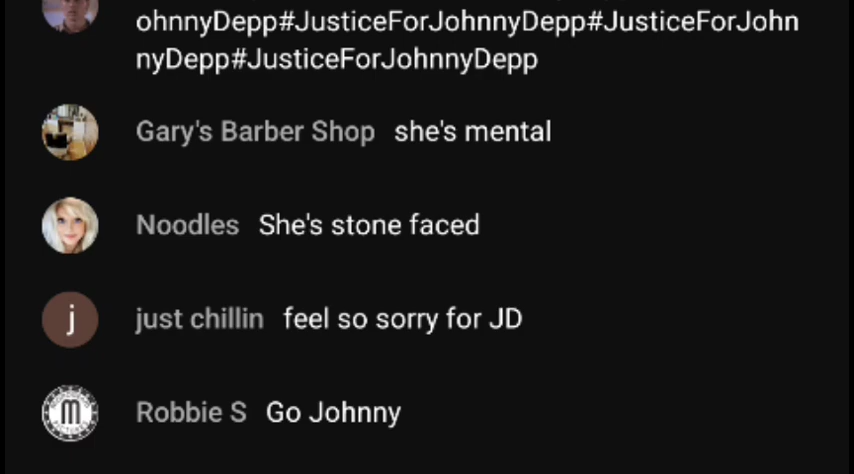 ohnnyDepp#JusticeForJohnnyDepp#JusticeForJohn
nyDepp#JusticeForJohnnyDepp
Gary's Barber Shop she's mental
Noodles She's stone faced
j just chillin feel so sorry for JD
M Robbie S Go Johnny